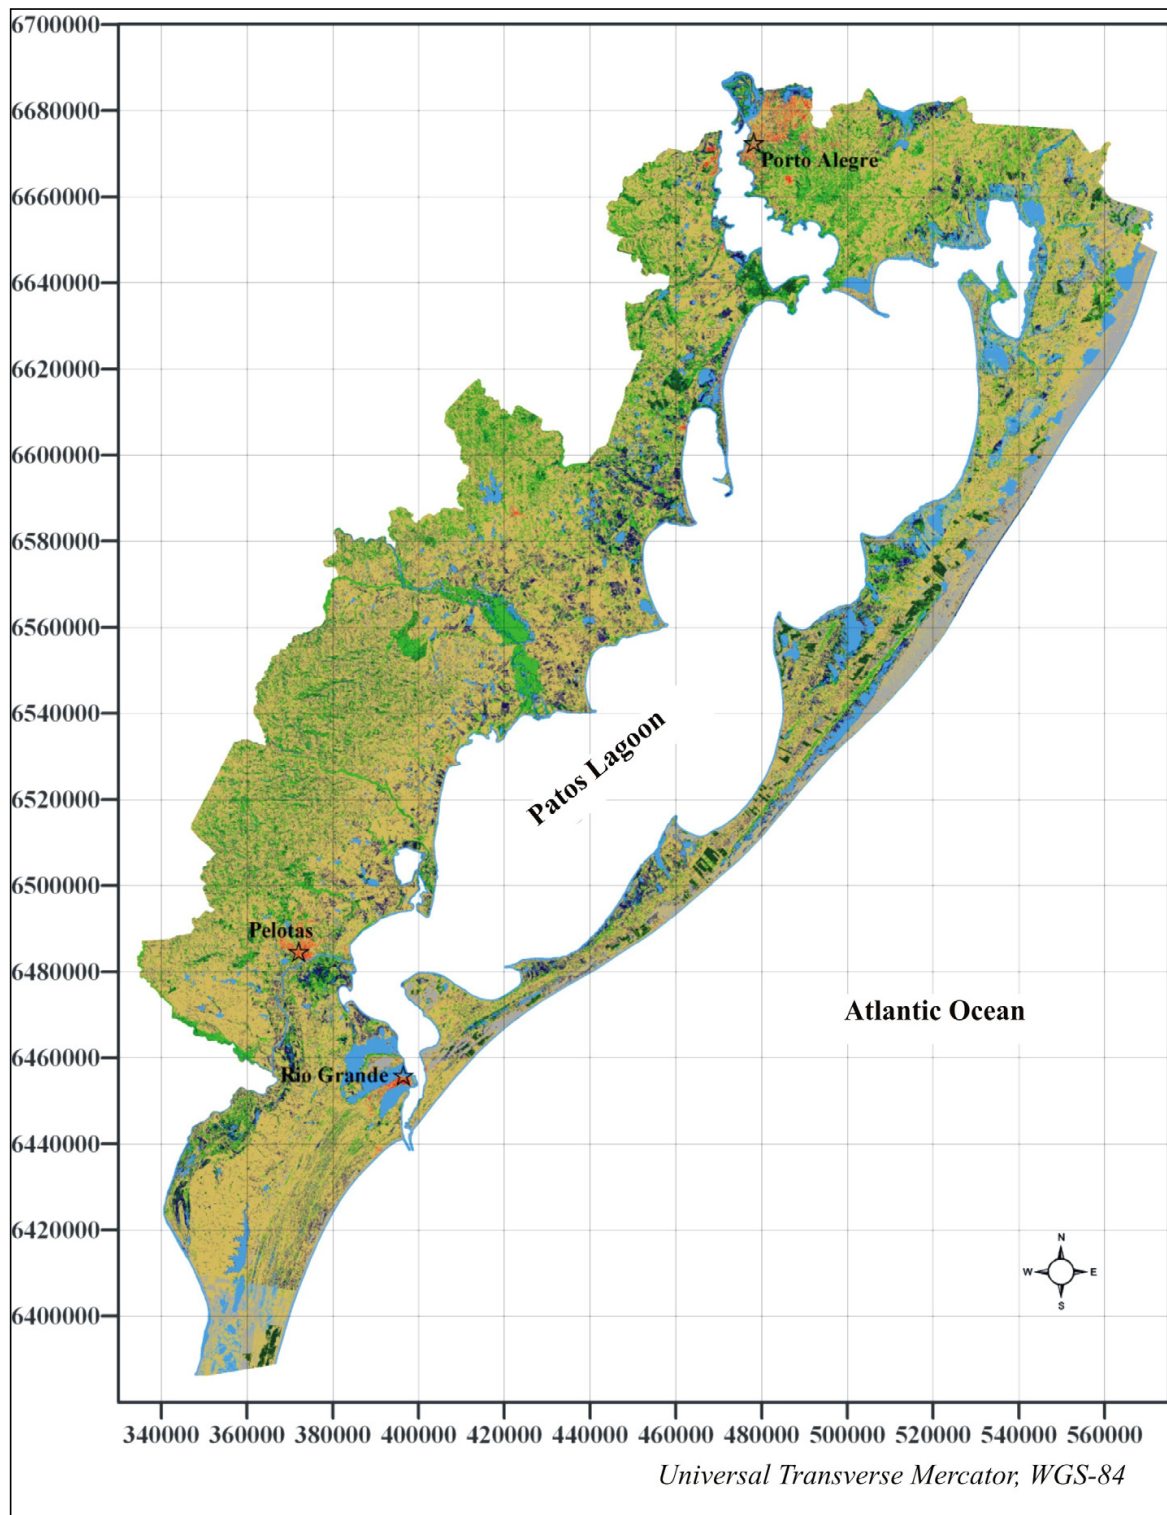 6700000
6680000
Porto Alegre
6660000
6640000
6620000
6600000
6580000
6560000
6540000
Patos Lagoon
6520000
6500000
Pelotas
6480000
Atlantic Ocean
6460000
Rio Grande
6440000
6420000
N
W E
S
6400000
340000 360000 380000 400000 420000 440000 460000 480000 500000 520000 540000 560000
Universal Transverse Mercator, WGS-84